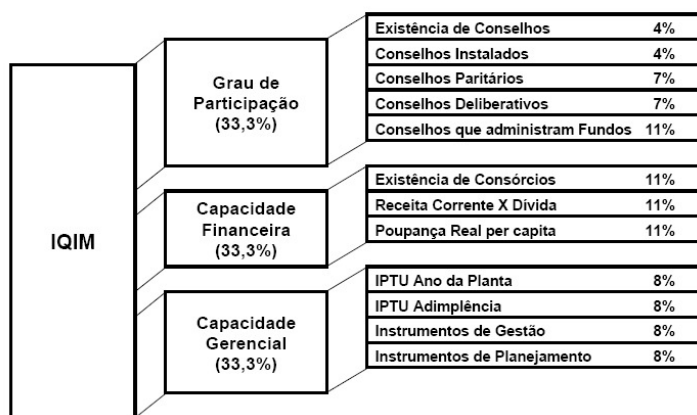 IQIM
Grau de
Participação
(33,3%)
Existência de Conselhos 4%
Conselhos Instalados 4%
Conselhos Paritários 7%
Conselhos Deliberativos 7%
Conselhos que administram Fundos 11%
Capacidade
Financeira
(33,3%)
Existência de Consórcios 11%
Receita Corrente X Dívida 11%
Poupança Real per capita 11%
Capacidade
Gerencial
(33,3%)
IPTU Ano da Planta 8%
IPTU Adimplência 8%
Instrumentos de Gestão 8%
Instrumentos de Planejamento 8%